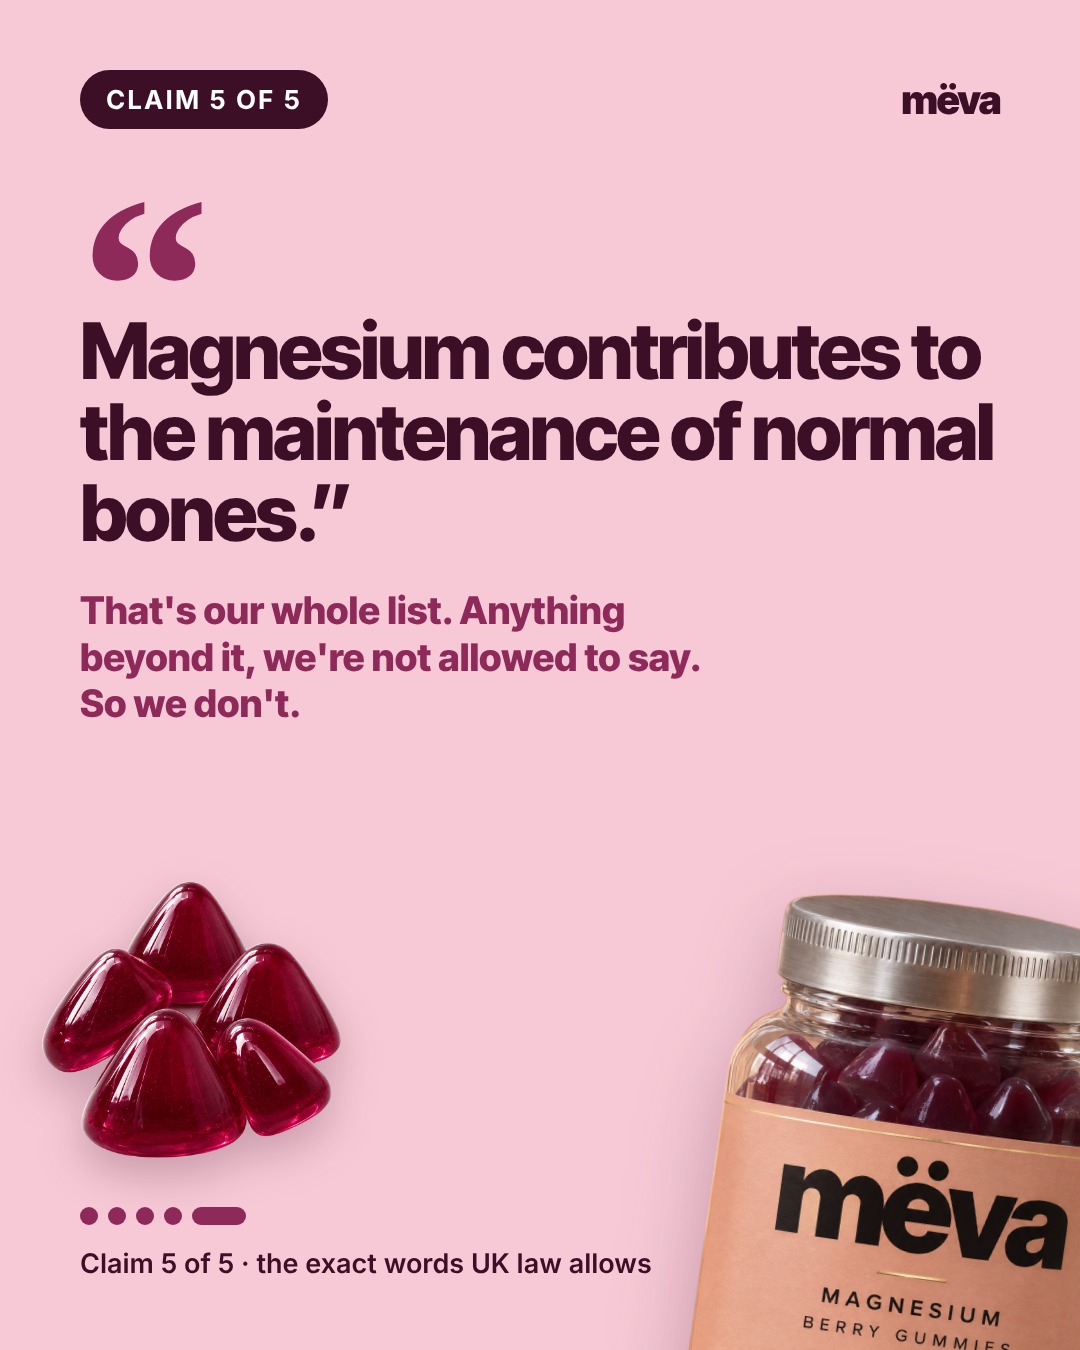 CLAIM 5 OF 5
mëva
“
Magnesium contributes to
the maintenance of normal
bones.”
That's our whole list. Anything
beyond it, we're not allowed to say.
So we don't.
Claim 5 of 5 · the exact words UK law allows
mëva
MAGNESIUM
BERRY GUMMIES